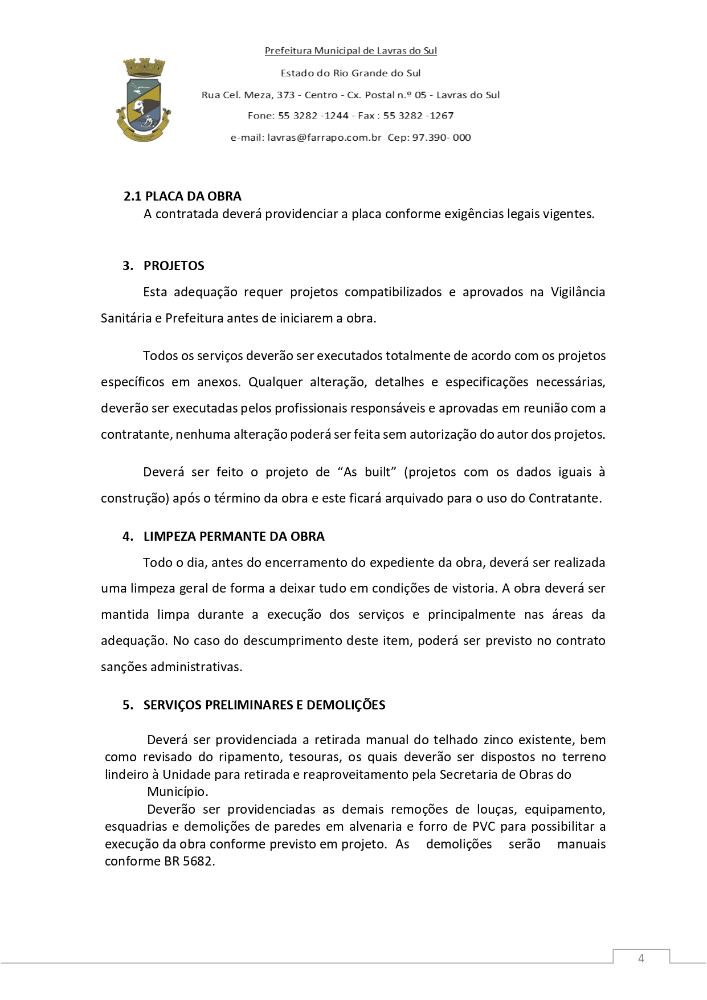 Prefeitura Municipal de Lavras do Sul
Estado do Rio Grande do Sul
Rua Cel. Meza, 373 - Centro - Cx. Postal n.º 05 - Lavras do Sul
Fone: 55 3282 -1244 - Fax : 55 3282 -1267
e-mail: lavras@farrapo.com.br Cep: 97.390- 000
LAVRAS DO SUL
2.1 PLACA DA OBRA
A contratada deverá providenciar a placa conforme exigências legais vigentes.
3. PROJETOS
Esta adequação requer projetos compatibilizados e aprovados na Vigilância
Sanitária e Prefeitura antes de iniciarem a obra.
Todos os serviços deverão ser executados totalmente de acordo com os projetos
específicos em anexos. Qualquer alteração, detalhes e especificações necessárias,
deverão ser executadas pelos profissionais responsáveis e aprovadas em reunião com a
contratante, nenhuma alteração poderá ser feita sem autorização do autor dos projetos.
Deverá ser feito o projeto de “As built” (projetos com os dados iguais à
construção) após o término da obra e este ficará arquivado para o uso do Contratante.
4. LIMPEZA PERMANTE DA OBRA
Todo o dia, antes do encerramento do expediente da obra, deverá ser realizada
uma limpeza geral de forma a deixar tudo em condições de vistoria. A obra deverá ser
mantida limpa durante a execução dos serviços e principalmente nas áreas da
adequação. No caso do descumprimento deste item, poderá ser previsto no contrato
sanções administrativas.
5. SERVIÇOS PRELIMINARES E DEMOLIÇÕES
Deverá ser providenciada a retirada manual do telhado zinco existente, bem
como revisado do ripamento, tesouras, os quais deverão ser dispostos no terreno
lindeiro à Unidade para retirada e reaproveitamento pela Secretaria de Obras do
Município.
Deverão ser providenciadas as demais remoções de louças, equipamento,
esquadrias e demolições de paredes em alvenaria e forro de PVC para possibilitar a
execução da obra conforme previsto em projeto. As demolições serão manuais
conforme BR 5682.
4